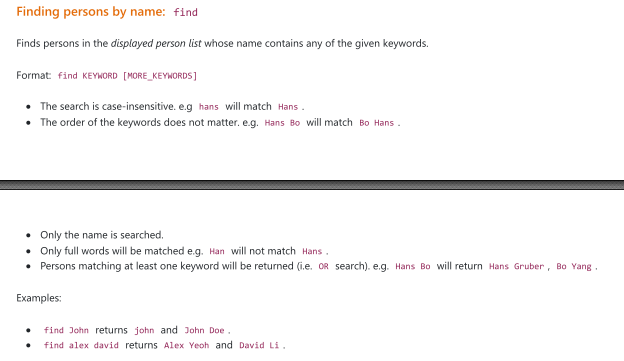 Finding persons by name: find
Finds persons in the displayed person list whose name contains any of the given keywords.
Format: find KEYWORD [MORE_KEYWORDS]
• The search is case-insensitive. e.g hans will match Hans .
• The order of the keywords does not matter. e.g. Hans Bo will match Bo Hans .
• Only the name is searched.
• Only full words will be matched e.g. Han will not match Hans .
• Persons matching at least one keyword will be returned (i.e. OR search). e.g. Hans Bo will return Hans Gruber , Bo Yang .
Examples:
• find John returns john and John Doe .
• find alex david returns Alex Yeoh and David Li .